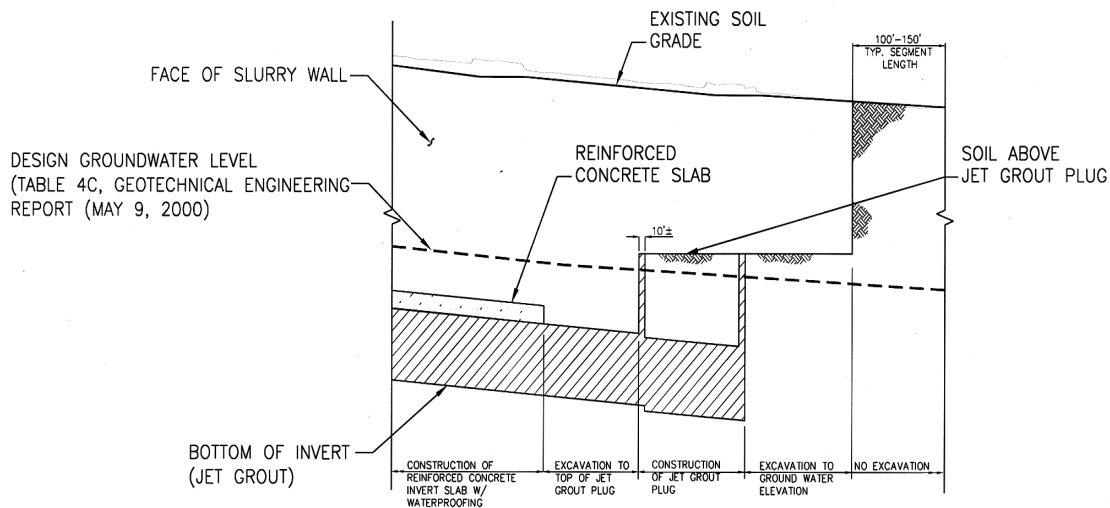 EXISTING SOIL
GRADE
100'-150'
TYP. SEGMENT
LENGTH
FACE OF SLURRY WALL
DESIGN GROUNDWATER LEVEL
(TABLE 4C, GEOTECHNICAL ENGINEERING
REPORT (MAY 9, 2000)
REINFORCED
CONCRETE SLAB
SOIL ABOVE
JET GROUT PLUG
10'±
BOTTOM OF INVERT
(JET GROUT)
CONSTRUCTION OF
REINFORCED CONCRETE
INVERT SLAB W/
WATERPROOFING
EXCAVATION TO
TOP OF JET
GROUT PLUG
CONSTRUCTION
OF JET GROUT
PLUG
EXCAVATION TO
GROUND WATER
ELEVATION
NO EXCAVATION